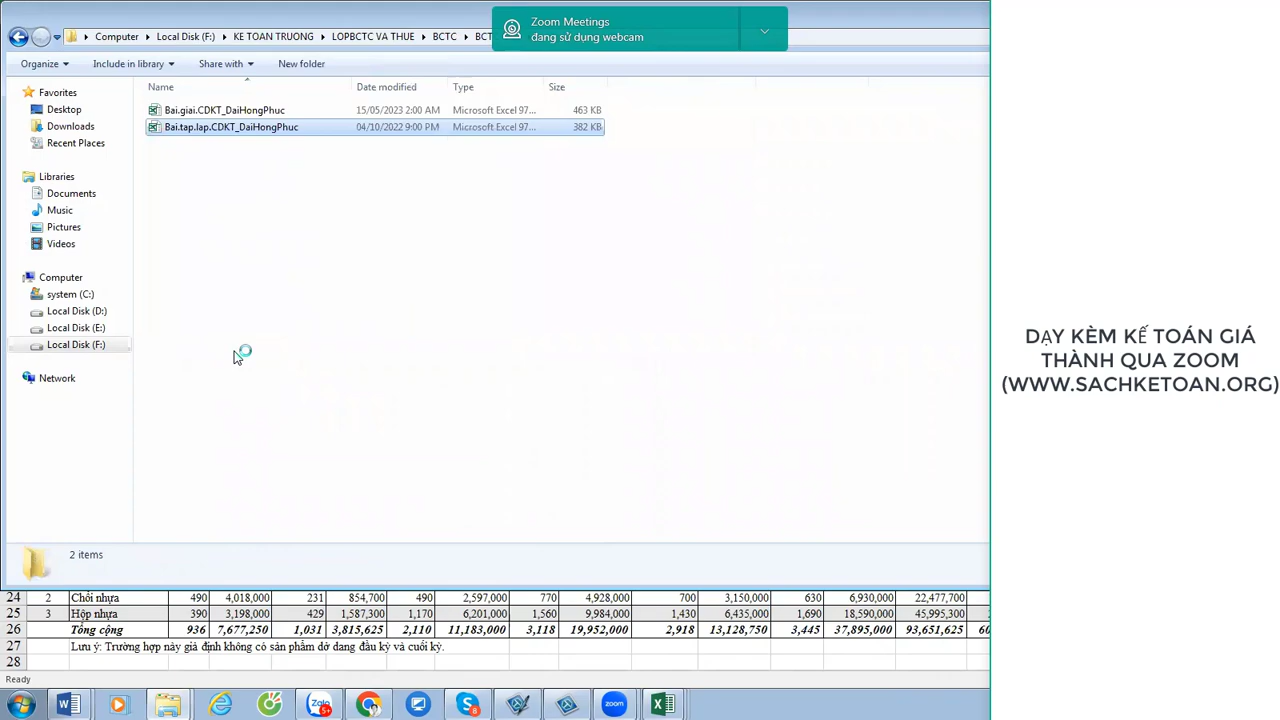 Zoom Meetings
đang sử dụng webcam
Computer Local Disk (F:) KE TOAN TRUONG LOPBCTC VA THUE BCTC
Organize Include in library Share with New folder
Favorites
Desktop
Downloads
Recent Places
Libraries
Documents
Music
Pictures
Videos
Computer
system (C:)
Local Disk (D:)
Local Disk (E:)
Local Disk (F:)
Network
Name Date modified Type Size
Bai.giai.CDKT_DaiHongPhuc 15/05/2023 2:00 AM Microsoft Excel 97... 463 KB
Bai.tap.lap.CDKT_DaiHongPhuc 04/10/2022 9:00 PM Microsoft Excel 97... 382 KB
2 items
DẠY KÈM KẾ TOÁN GIÁ
THÀNH QUA ZOOM
(WWW.SACHKETOAN.ORG)
24 2 Chổi nhựa 490 4,018,000 231 854,700 490 2,597,000 770 4,928,000 700 3,150,000 630 6,930,000 22,477,700
25 3 Hộp nhựa 390 3,198,000 429 1,587,300 1,170 6,201,000 1,560 9,984,000 1,430 6,435,000 1,690 18,590,000 45,995,300
26 Tổng cộng 936 7,677,250 1,031 3,815,625 2,110 11,183,000 3,118 19,952,000 2,918 13,128,750 3,445 37,895,000 93,651,625
27 Lưu ý: Trường hợp này giả định không có sản phẩm dở dang đầu kỳ và cuối kỳ.
28
Ready
Zalo
5+
8
zoom